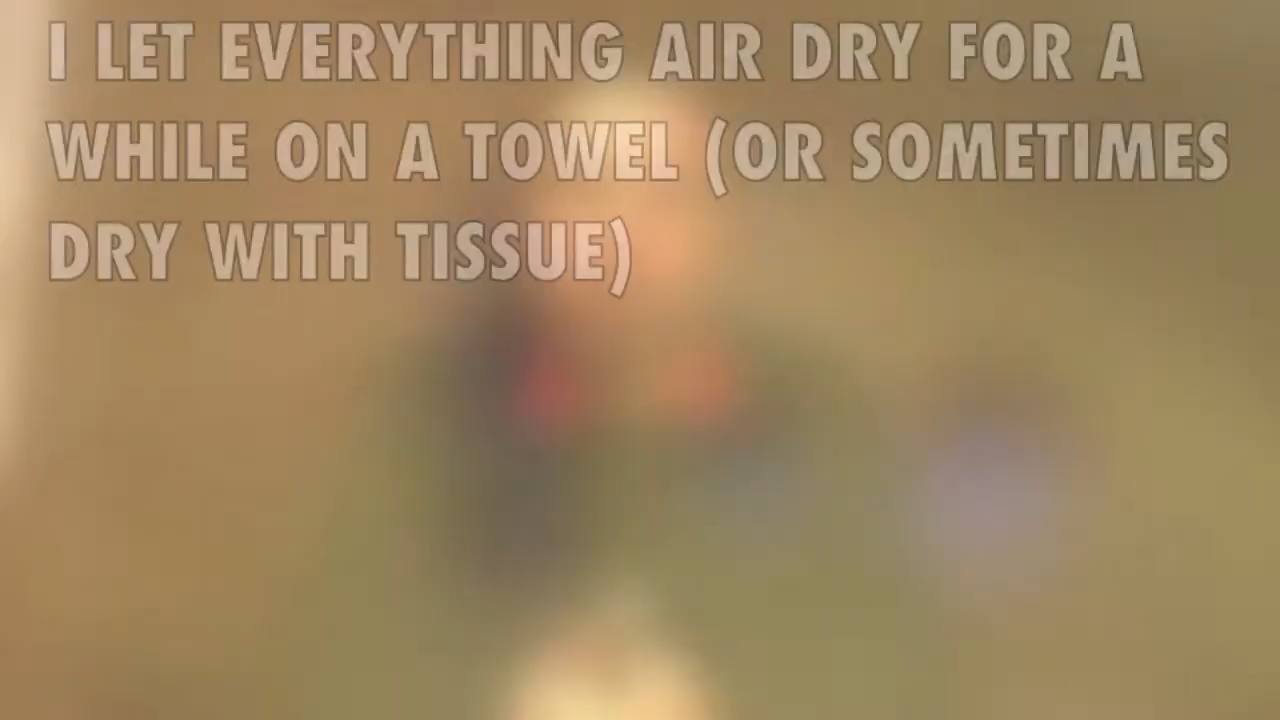 I LET EVERYTHING AIR DRY FOR A
WHILE ON A TOWEL (OR SOMETIMES
DRY WITH TISSUE)